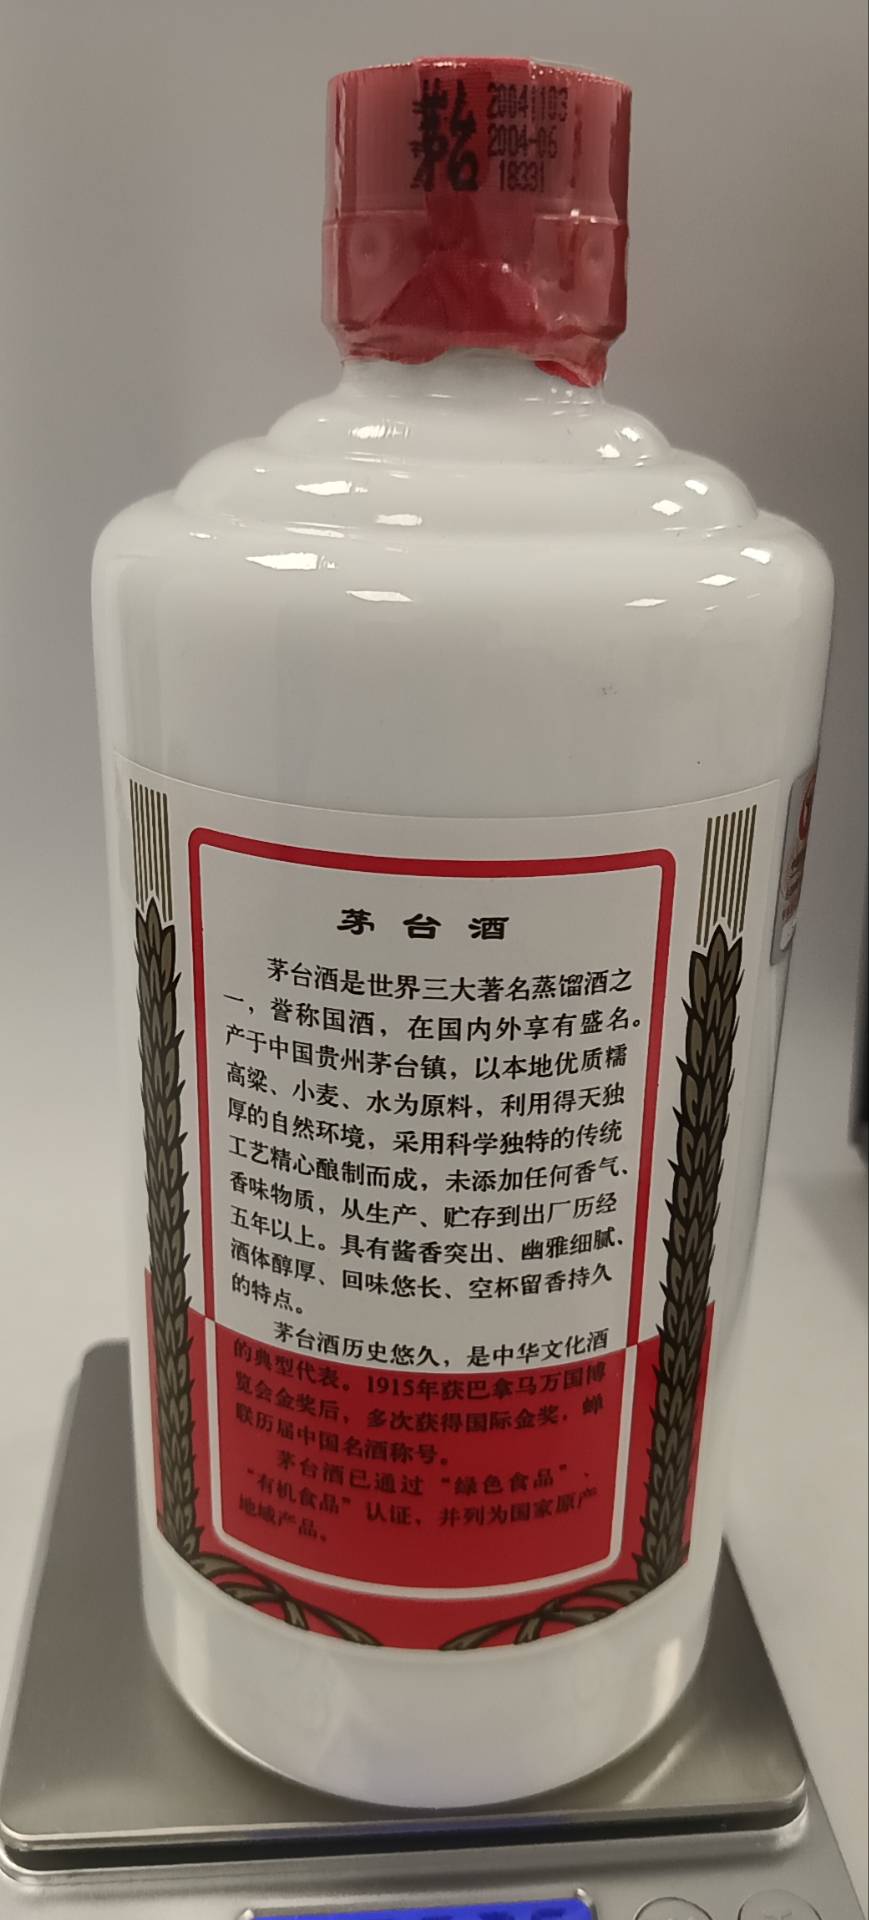 茅台
20041103
2004-06
18331
茅台酒
茅台酒是世界三大著名蒸馏酒之
一，誉称国酒，在国内外享有盛名。
产于中国贵州茅台镇，以本地优质糯
高粱、小麦、水为原料，利用得天独
厚的自然环境，采用科学独特的传统
工艺精心酿制而成，未添加任何香气、
香味物质，从生产、贮存到出厂历经
五年以上。具有酱香突出、幽雅细腻、
酒体醇厚、回味悠长、空杯留香持久
的特点。
茅台酒历史悠久，是中华文化酒
的典型代表。1915年获巴拿马万国博
览会金奖后，多次获得国际金奖，蝉
联历届中国名酒称号。
茅台酒已通过“绿色食品”、
“有机食品”认证，并列为国家原产
地域产品。